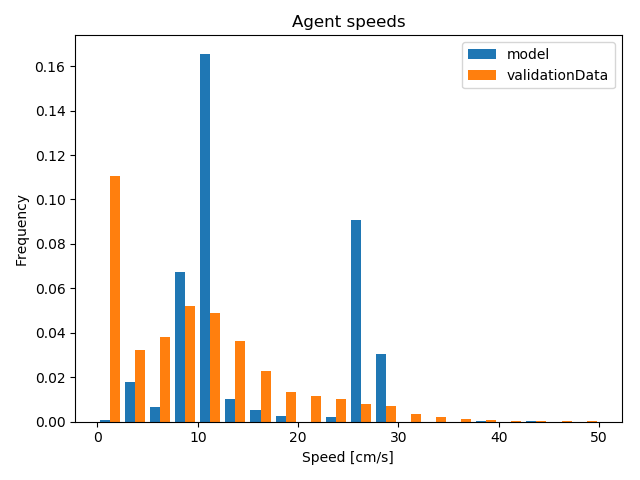 Agent speeds
model
validationData
0.16
0.14
0.12
0.10
0.08
0.06
0.04
0.02
0.00
Frequency
0 10 20 30 40 50
Speed [cm/s]